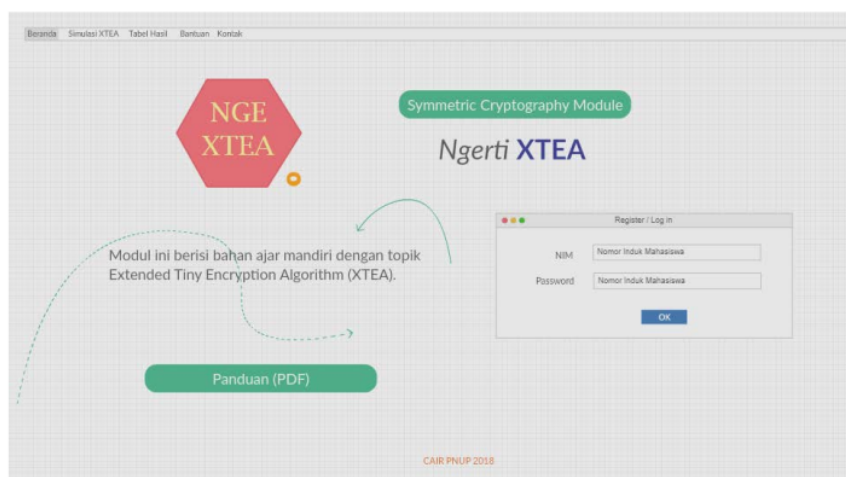 Beranda Simulasi XTEA Tabel Hasil Bantuan Kontak
NGE
XTEA
Symmetric Cryptography Module
Ngerti XTEA
Register / Log in
NIM Nomor Induk Mahasiswa
Password Nomor Induk Mahasiswa
OK
Modul ini berisi bahan ajar mandiri dengan topik
Extended Tiny Encryption Algorithm (XTEA).
Panduan (PDF)
CAIR PNUP 2018